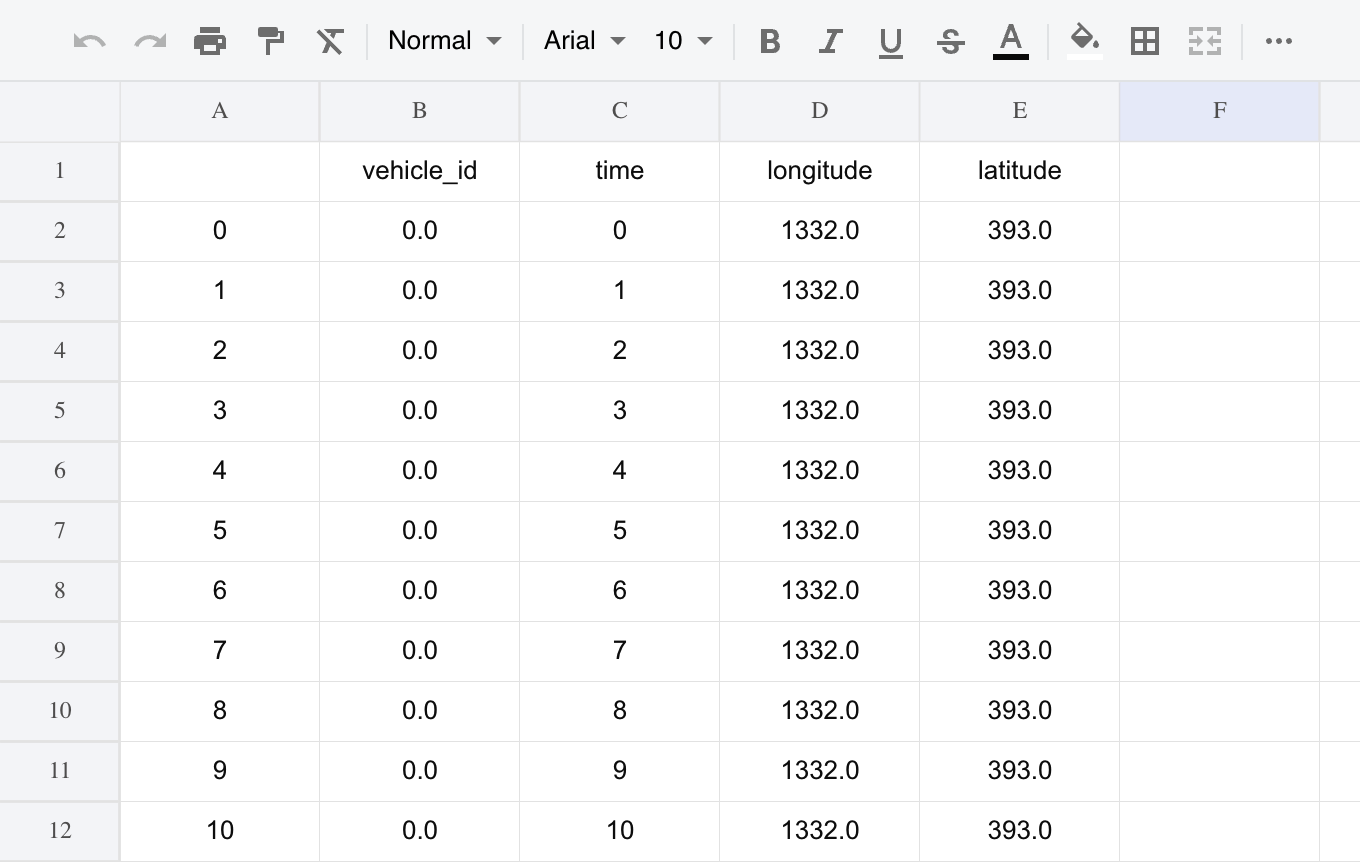 Normal Arial 10 B I U S A
A B C D E F
1 vehicle_id time longitude latitude
2 0 0.0 0 1332.0 393.0
3 1 0.0 1 1332.0 393.0
4 2 0.0 2 1332.0 393.0
5 3 0.0 3 1332.0 393.0
6 4 0.0 4 1332.0 393.0
7 5 0.0 5 1332.0 393.0
8 6 0.0 6 1332.0 393.0
9 7 0.0 7 1332.0 393.0
10 8 0.0 8 1332.0 393.0
11 9 0.0 9 1332.0 393.0
12 10 0.0 10 1332.0 393.0